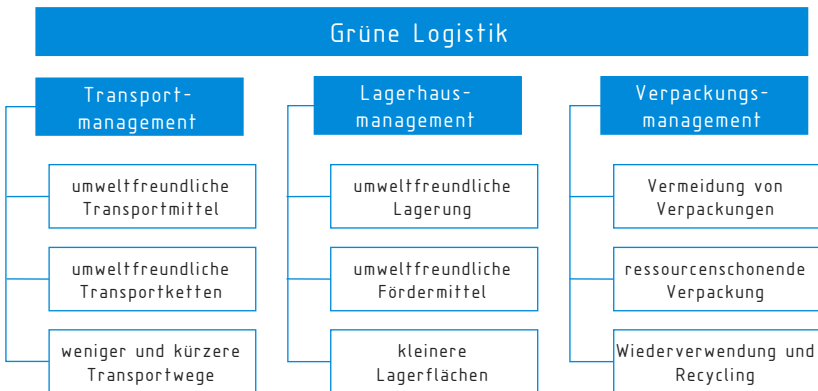 Grüne Logistik
Transport-
management
umweltfreundliche
Transportmittel
umweltfreundliche
Transportketten
weniger und kürzere
Transportwege
Lagerhaus-
management
umweltfreundliche
Lagerung
umweltfreundliche
Fördermittel
kleinere
Lagerflächen
Verpackungs-
management
Vermeidung von
Verpackungen
ressourcenschonende
Verpackung
Wiederverwendung und
Recycling